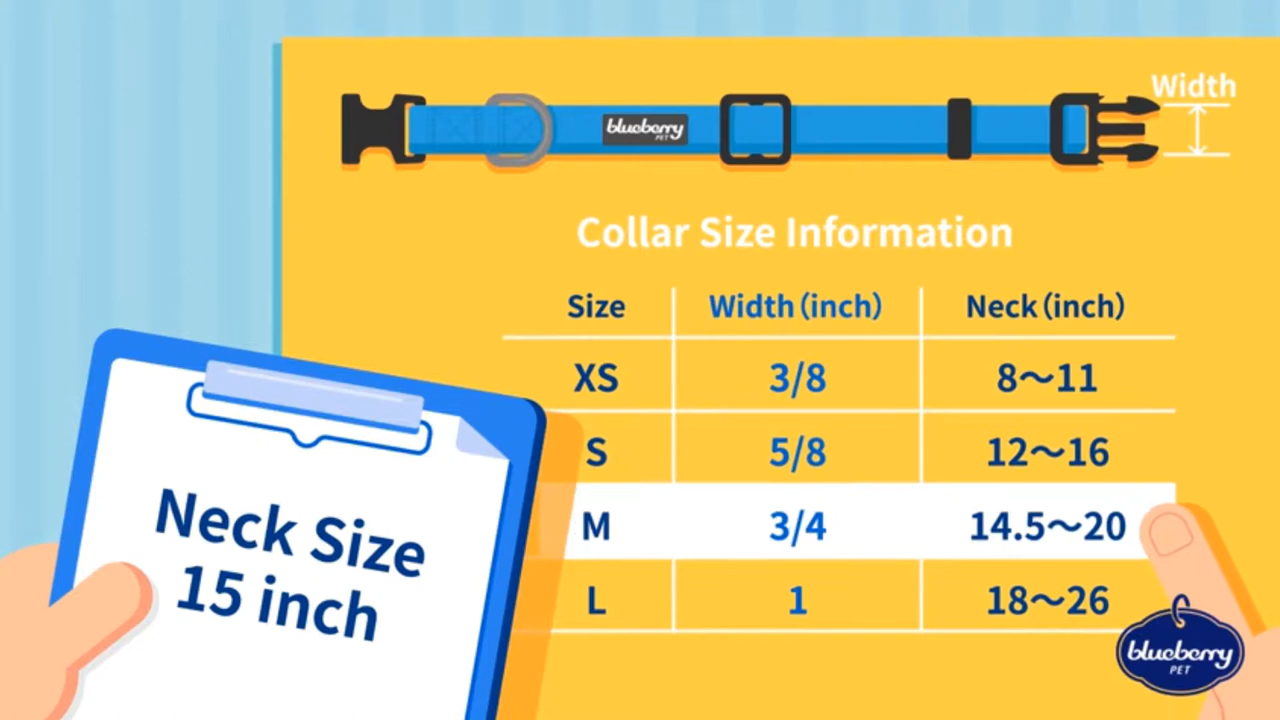 Width
blueberry
PET
Collar Size Information
Size Width(inch) Neck(inch)
XS 3/8 8～11
S 5/8 12～16
M 3/4 14.5～20
L 1 18～26
Neck Size
15 inch
blueberry
PET